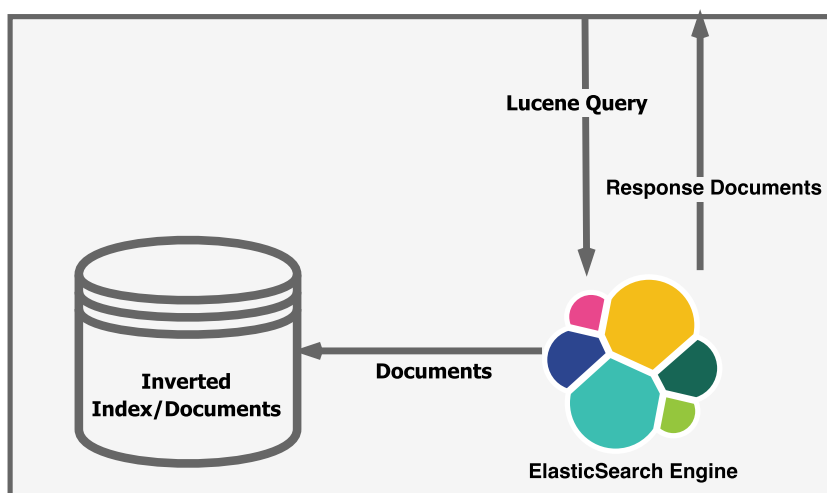 Lucene Query
Response Documents
Inverted
Index/Documents
Documents
ElasticSearch Engine